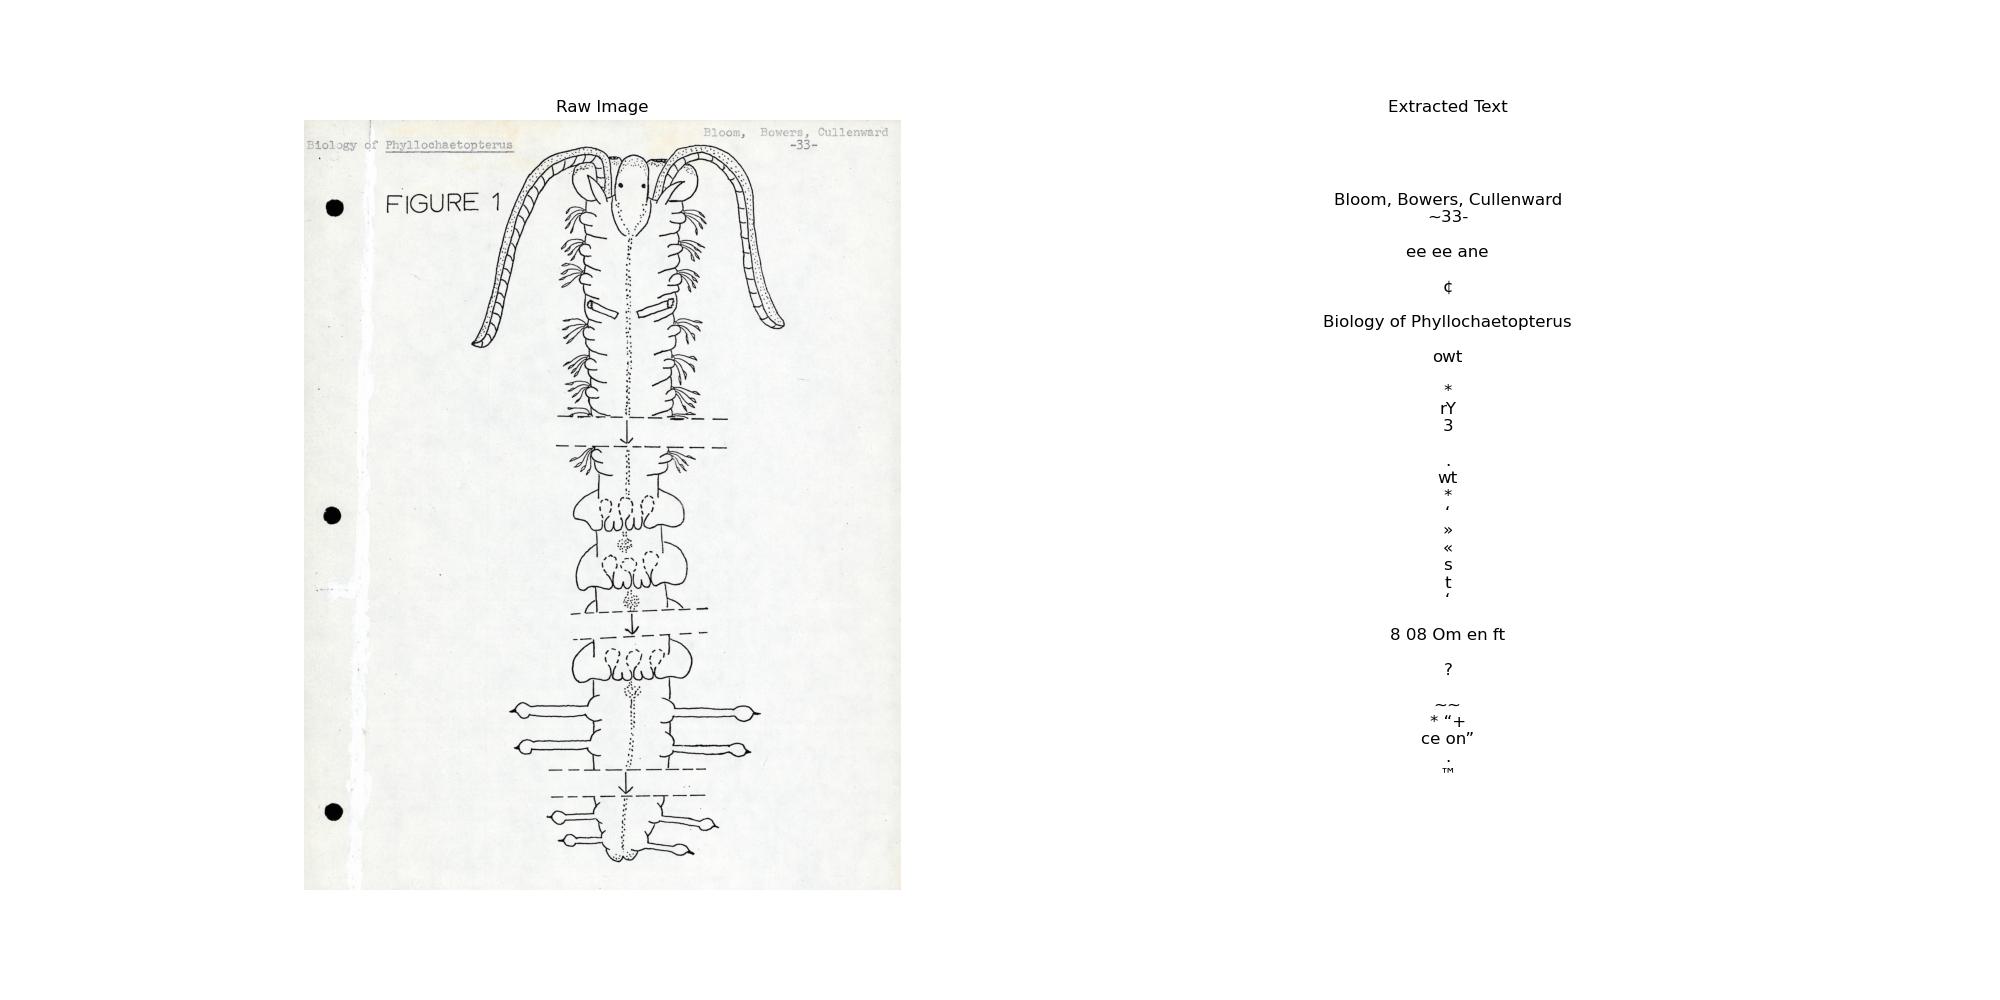 Raw Image
Bloom, Bowers, Cullenward
Biology of Phyllochaetopterus
-33-
FIGURE 1
Extracted Text
Bloom, Bowers, Cullenward
~33-
ee ee ane
¢
Biology of Phyllochaetopterus
owt
*
rY
3
.
wt
*
‘
»
«
s
t
‘
8 08 Om en ft
?
~~
* “+
ce on”
.
™